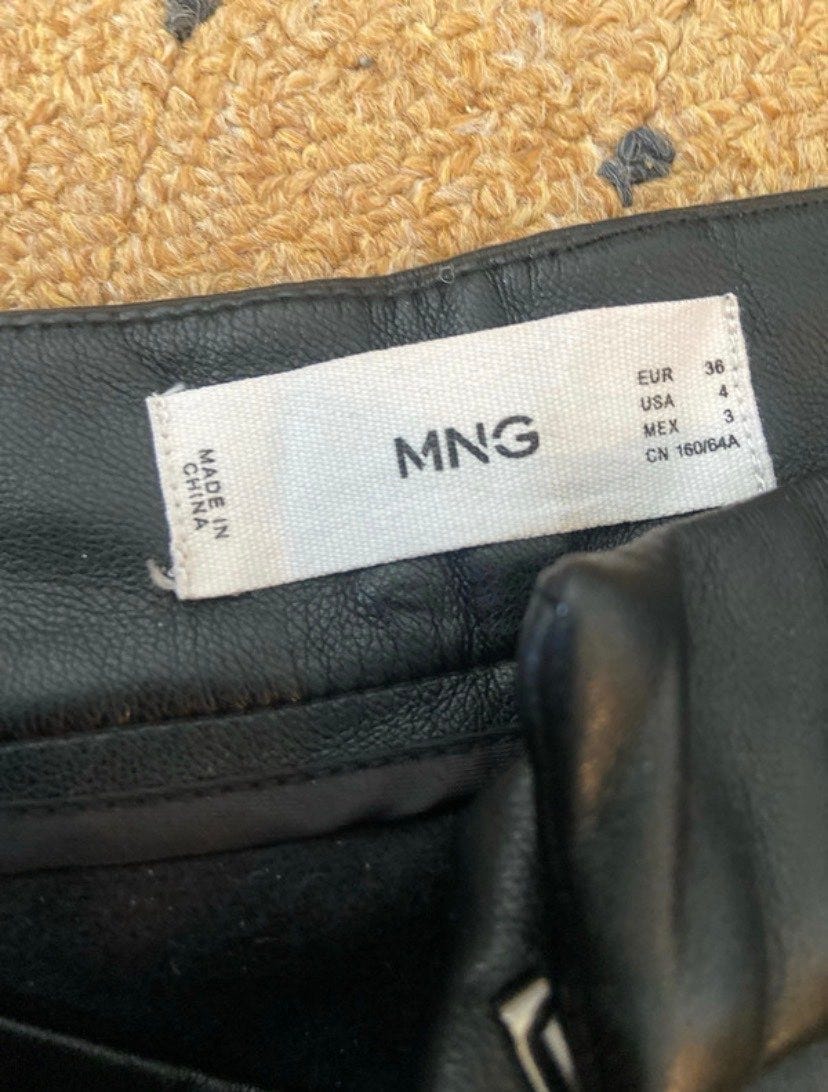 MADE IN
CHINA
MNG
EUR 36
USA 4
MEX 3
CN 160/64A